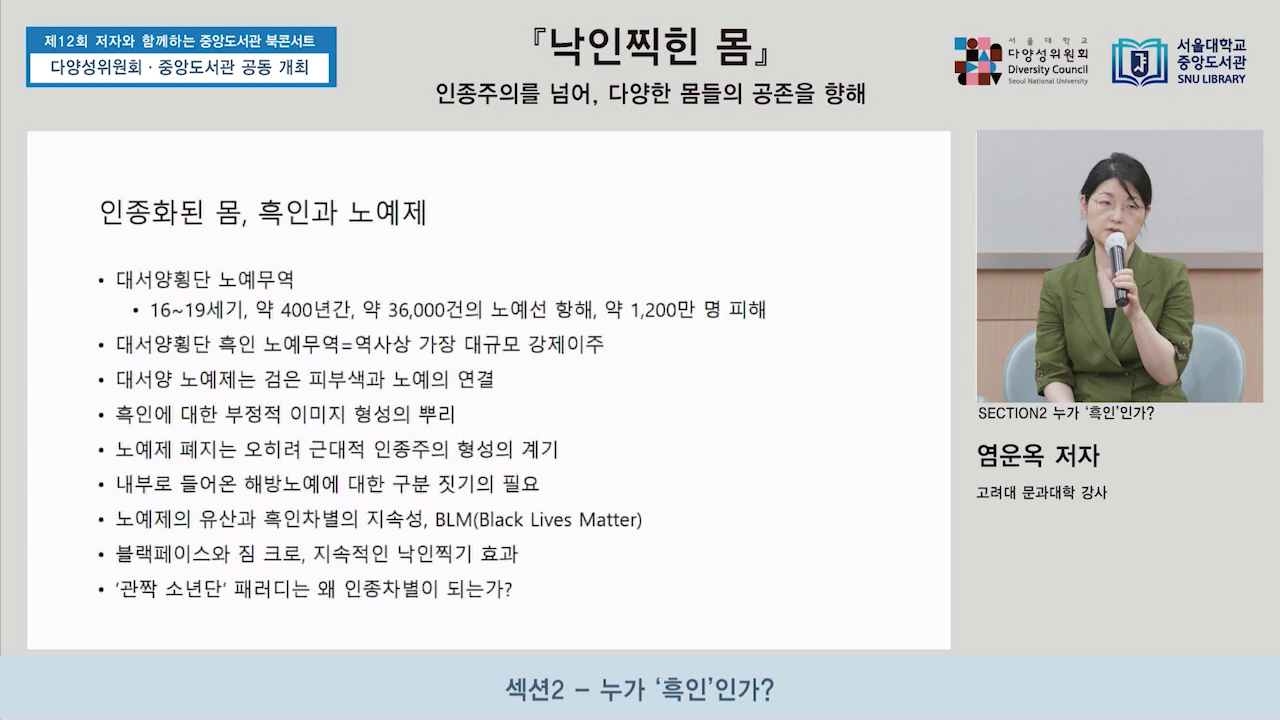 제12회 저자와 함께하는 중앙도서관 북콘서트
다양성위원회 · 중앙도서관 공동 개최
『낙인찍힌 몸』
인종주의를 넘어, 다양한 몸들의 공존을 향해
서울대학교
다양성위원회
Diversity Council
Seoul National University
서울대학교
중앙도서관
SNU LIBRARY
인종화된 몸, 흑인과 노예제
• 대서양횡단 노예무역
• 16~19세기, 약 400년간, 약 36,000건의 노예선 항해, 약 1,200만 명 피해
• 대서양횡단 흑인 노예무역=역사상 가장 대규모 강제이주
• 대서양 노예제는 검은 피부색과 노예의 연결
• 흑인에 대한 부정적 이미지 형성의 뿌리
• 노예제 폐지는 오히려 근대적 인종주의 형성의 계기
• 내부로 들어온 해방노예에 대한 구분 짓기의 필요
• 노예제의 유산과 흑인차별의 지속성, BLM(Black Lives Matter)
• 블랙페이스와 짐 크로, 지속적인 낙인찍기 효과
• ‘관짝 소년단‘ 패러디는 왜 인종차별이 되는가?
SECTION2 누가 ‘흑인’인가?
염운옥 저자
고려대 문과대학 강사
섹션2 – 누가 ‘흑인’인가?